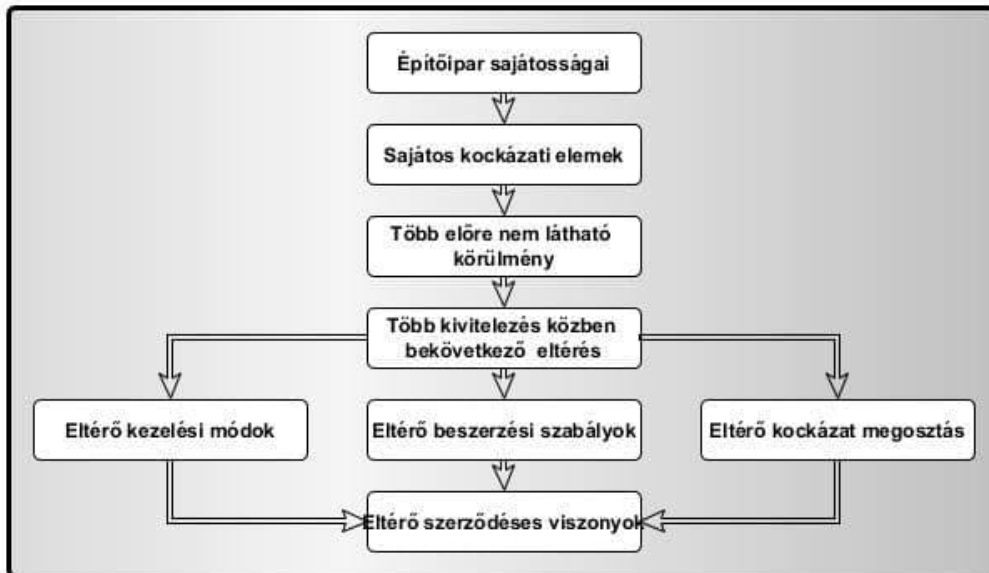 Építőipar sajátosságai
Sajátos kockázati elemek
Több előre nem látható
körülmény
Több kivitelezés közben
bekövetkező eltérés
Eltérő kezelési módok
Eltérő beszerzési szabályok
Eltérő kockázat megosztás
Eltérő szerződéses viszonyok